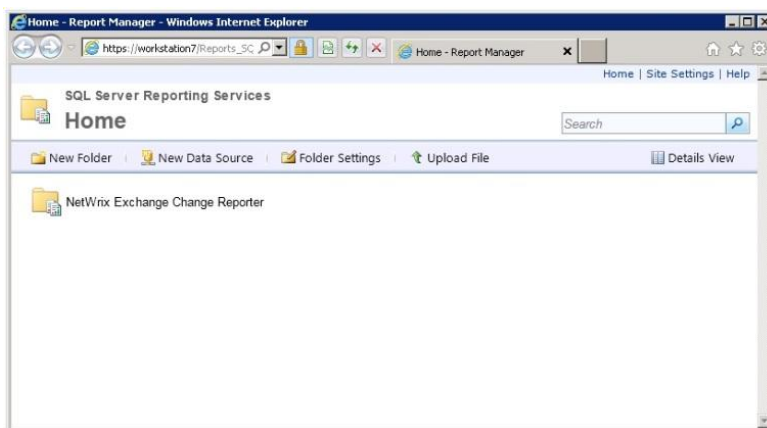 Home - Report Manager - Windows Internet Explorer
https://workstation7/Reports_SC
Home - Report Manager
Home | Site Settings | Help
SQL Server Reporting Services
Home
Search
New Folder
New Data Source
Folder Settings
Upload File
Details View
NetWrix Exchange Change Reporter